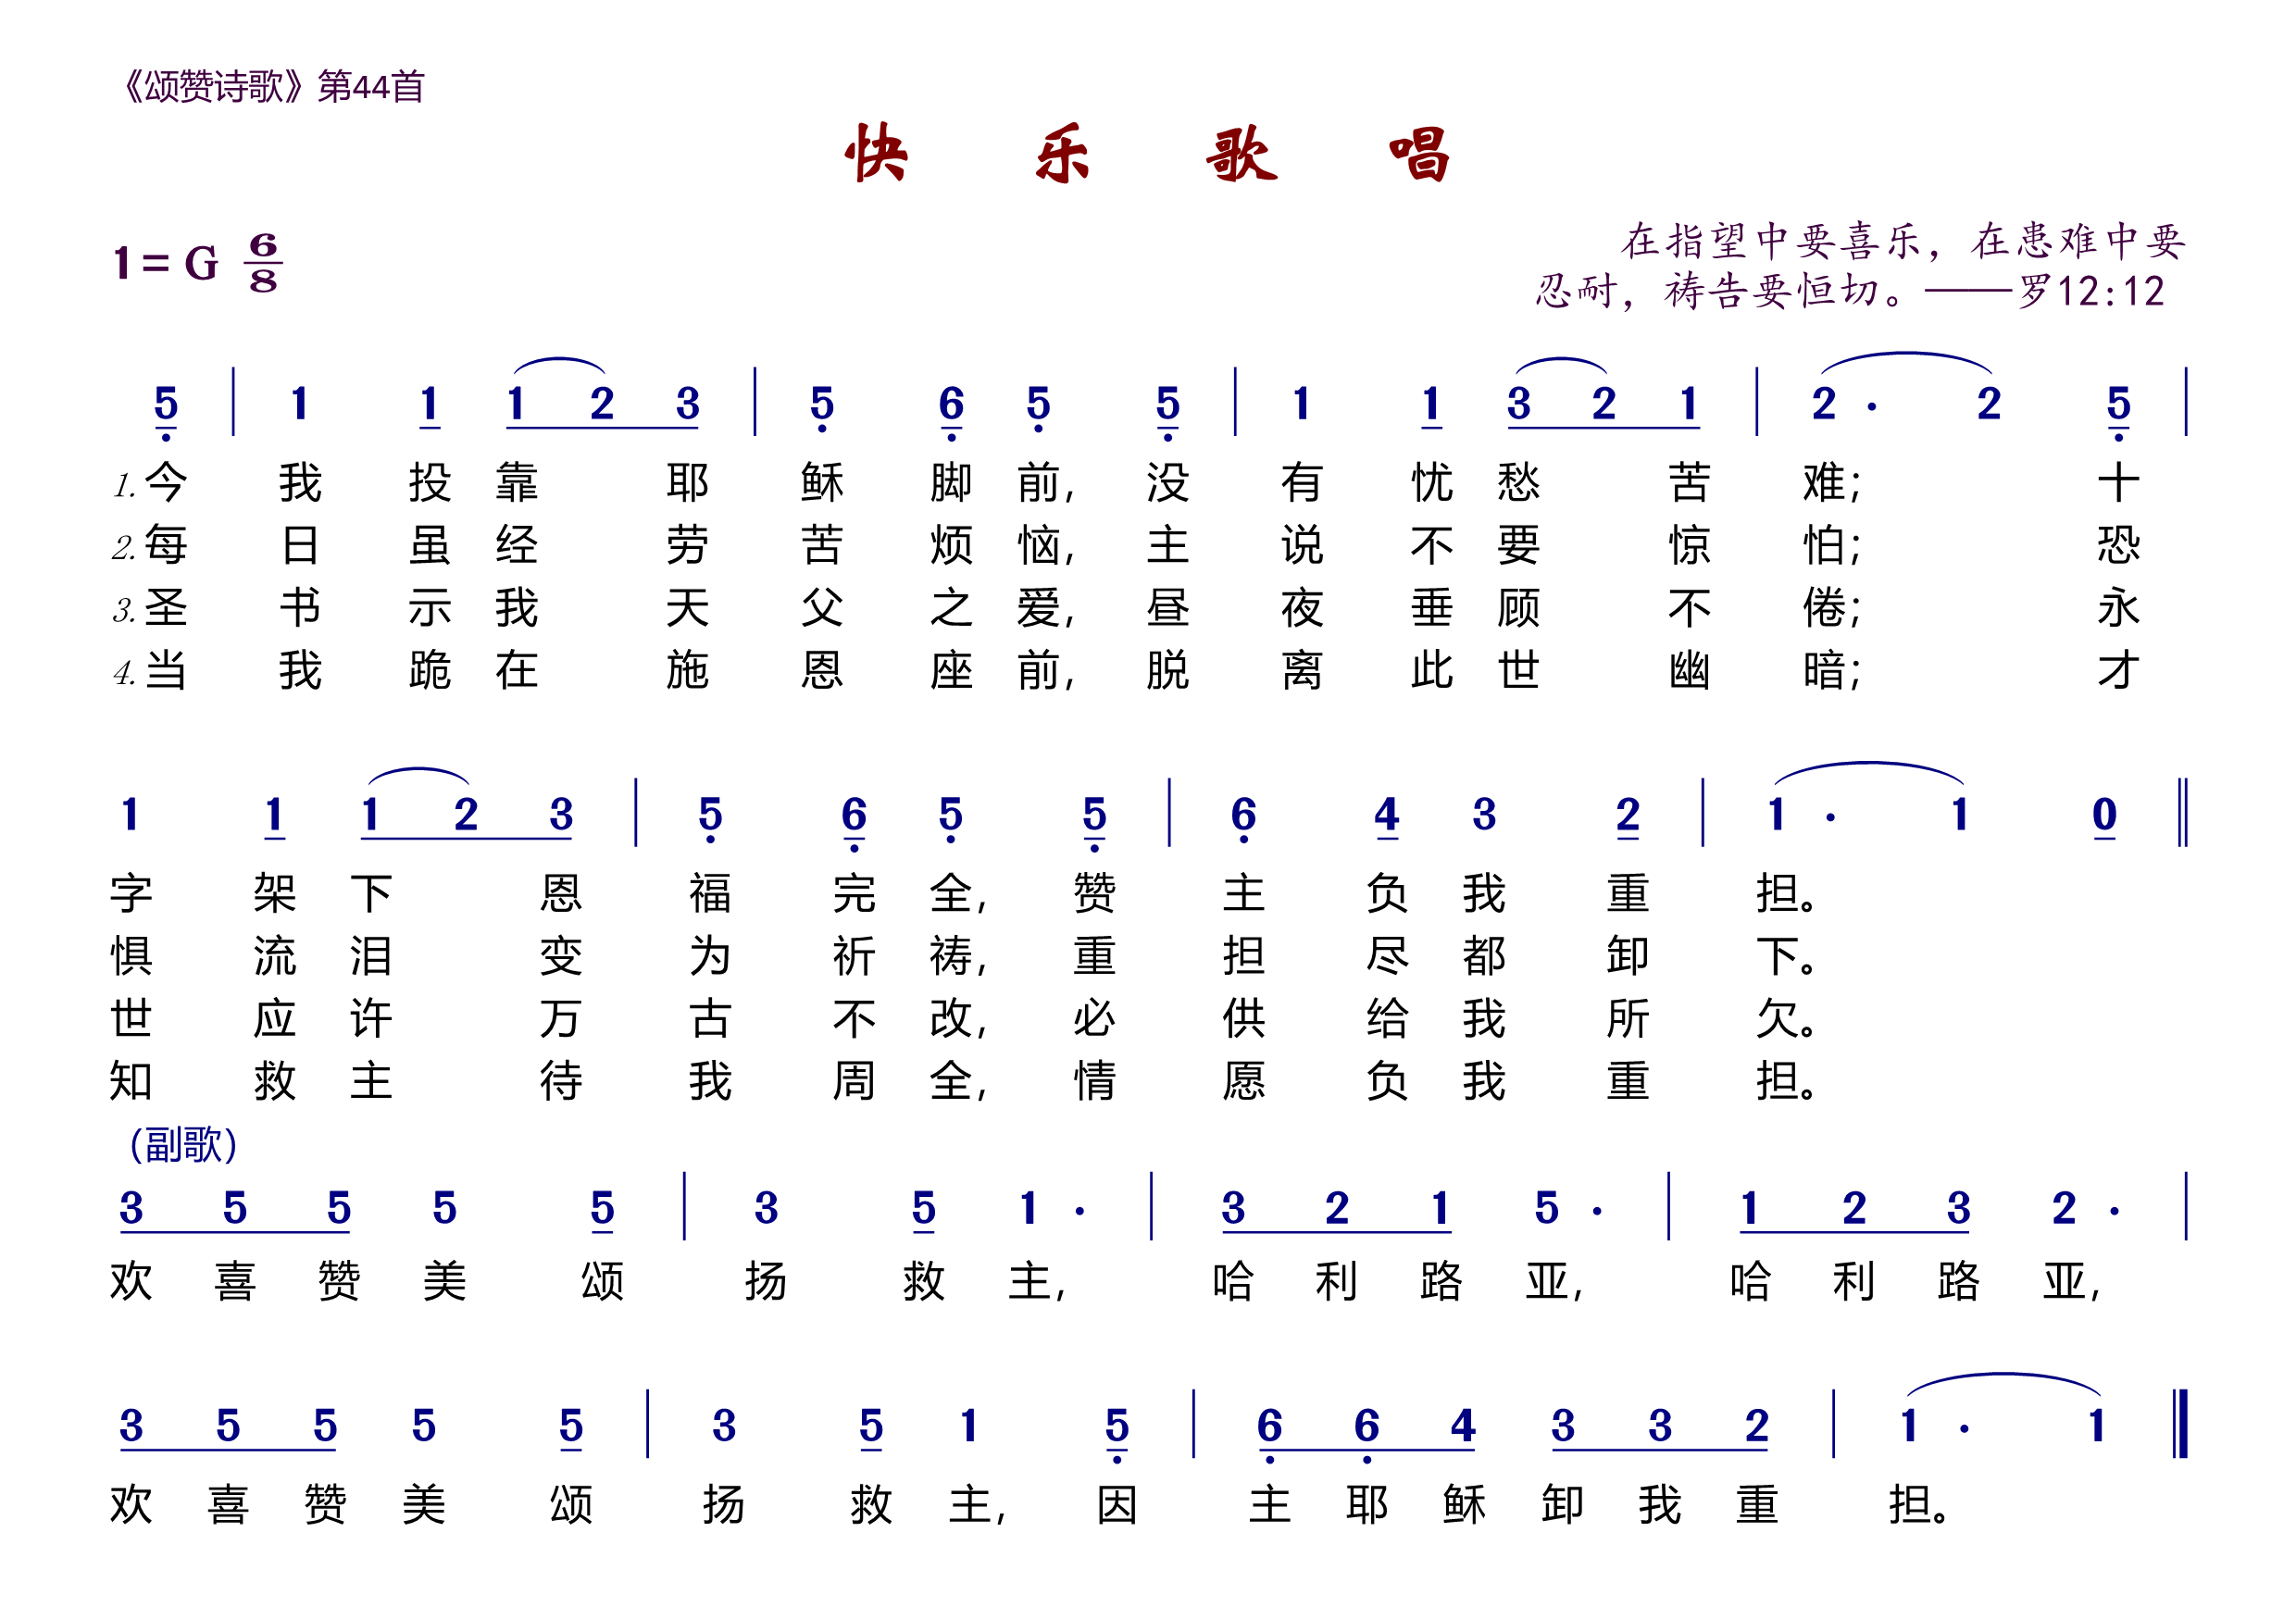 《颂赞诗歌》第44首
快 乐 歌 唱
1=G 6/8
在指望中要喜乐，在患难中要
忍耐，祷告要恒切。——罗12:12
5 | 1 1 1 2 3 | 5 6 5 5 | 1 1 3 2 1 | 2 · 2 5 |
1.今 我 投 靠 耶 稣 脚 前，没 有 忧 愁 苦 难；十
2.每 日 虽 经 劳 苦 烦 恼，主 说 不 要 惊 怕；恐
3.圣 书 示 我 天 父 之 爱，昼 夜 垂 顾 不 倦；永
4.当 我 跪 在 施 恩 座 前，脱 离 此 世 幽 暗；才
1 1 1 2 3 | 5 6 5 5 | 6 4 3 2 | 1 · 1 0 ‖
字 架 下 恩 福 完 全，赞 主 负 我 重 担。
惧 流 泪 变 为 祈 祷，重 担 尽 都 卸 下。
世 应 许 万 古 不 改，必 供 给 我 所 欠。
知 救 主 待 我 周 全，情 愿 负 我 重 担。
（副歌）
3 5 5 5 5 | 3 5 1 · | 3 2 1 5 · | 1 2 3 2 · |
欢 喜 赞 美 颂 扬 救 主，哈 利 路 亚，哈 利 路 亚，
3 5 5 5 5 | 3 5 1 5 | 6 6 4 3 3 2 | 1 · 1 ‖
欢 喜 赞 美 颂 扬 救 主，因 主 耶 稣 卸 我 重 担。